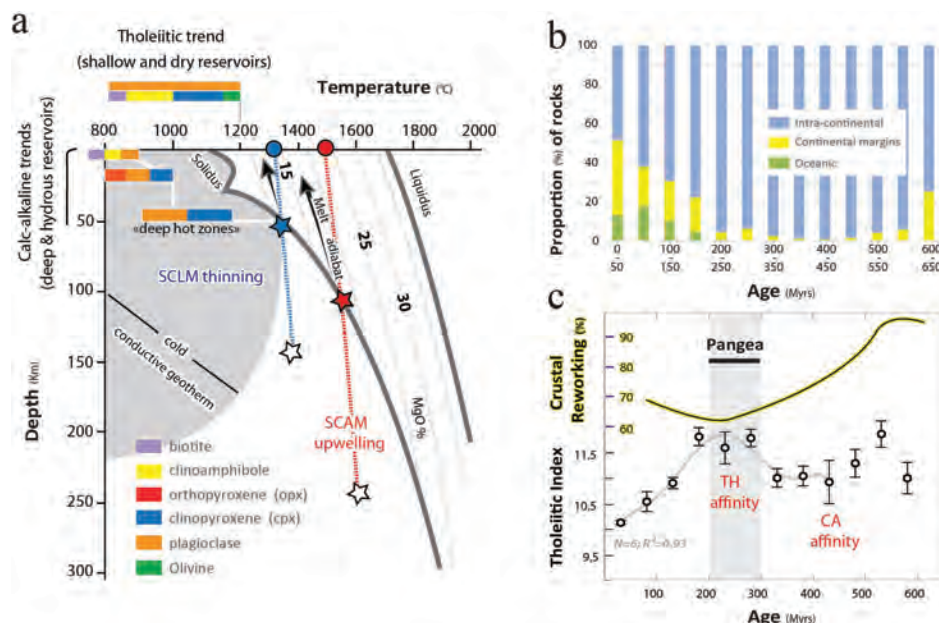 a
Tholeiitic trend
(shallow and dry reservoirs)
Temperature (°C)
800 1000 1200 1400 1600 1800 2000
Calc-alkaline trends
(deep & hydrous reservoirs)
Solidus
15
Melt
adiabat
25
30
Liquidus
50
«deep hot zones»
SCLM thinning
100
cold
conductive geotherm
150
Depth (Km)
200
SCAM
upwelling
MgO %
250
300
biotite
clinoamphibole
orthopyroxene (opx)
clinopyroxene (cpx)
plagioclase
Olivine
b
Proportion (%) of rocks
100
80
60
40
20
0
Intra-continental
Continental margins
Oceanic
0 100 200 300 400 500 600
50 150 250 350 450 550 650
Age (Myrs)
c
Crustal
Reworking (%)
90
80
70
60
Pangea
Tholeiitic Index
11,5
10,5
9,5
TH
affinity
CA
affinity
N=6; R²=0.93
100 200 300 400 500 600
Age (Myrs)